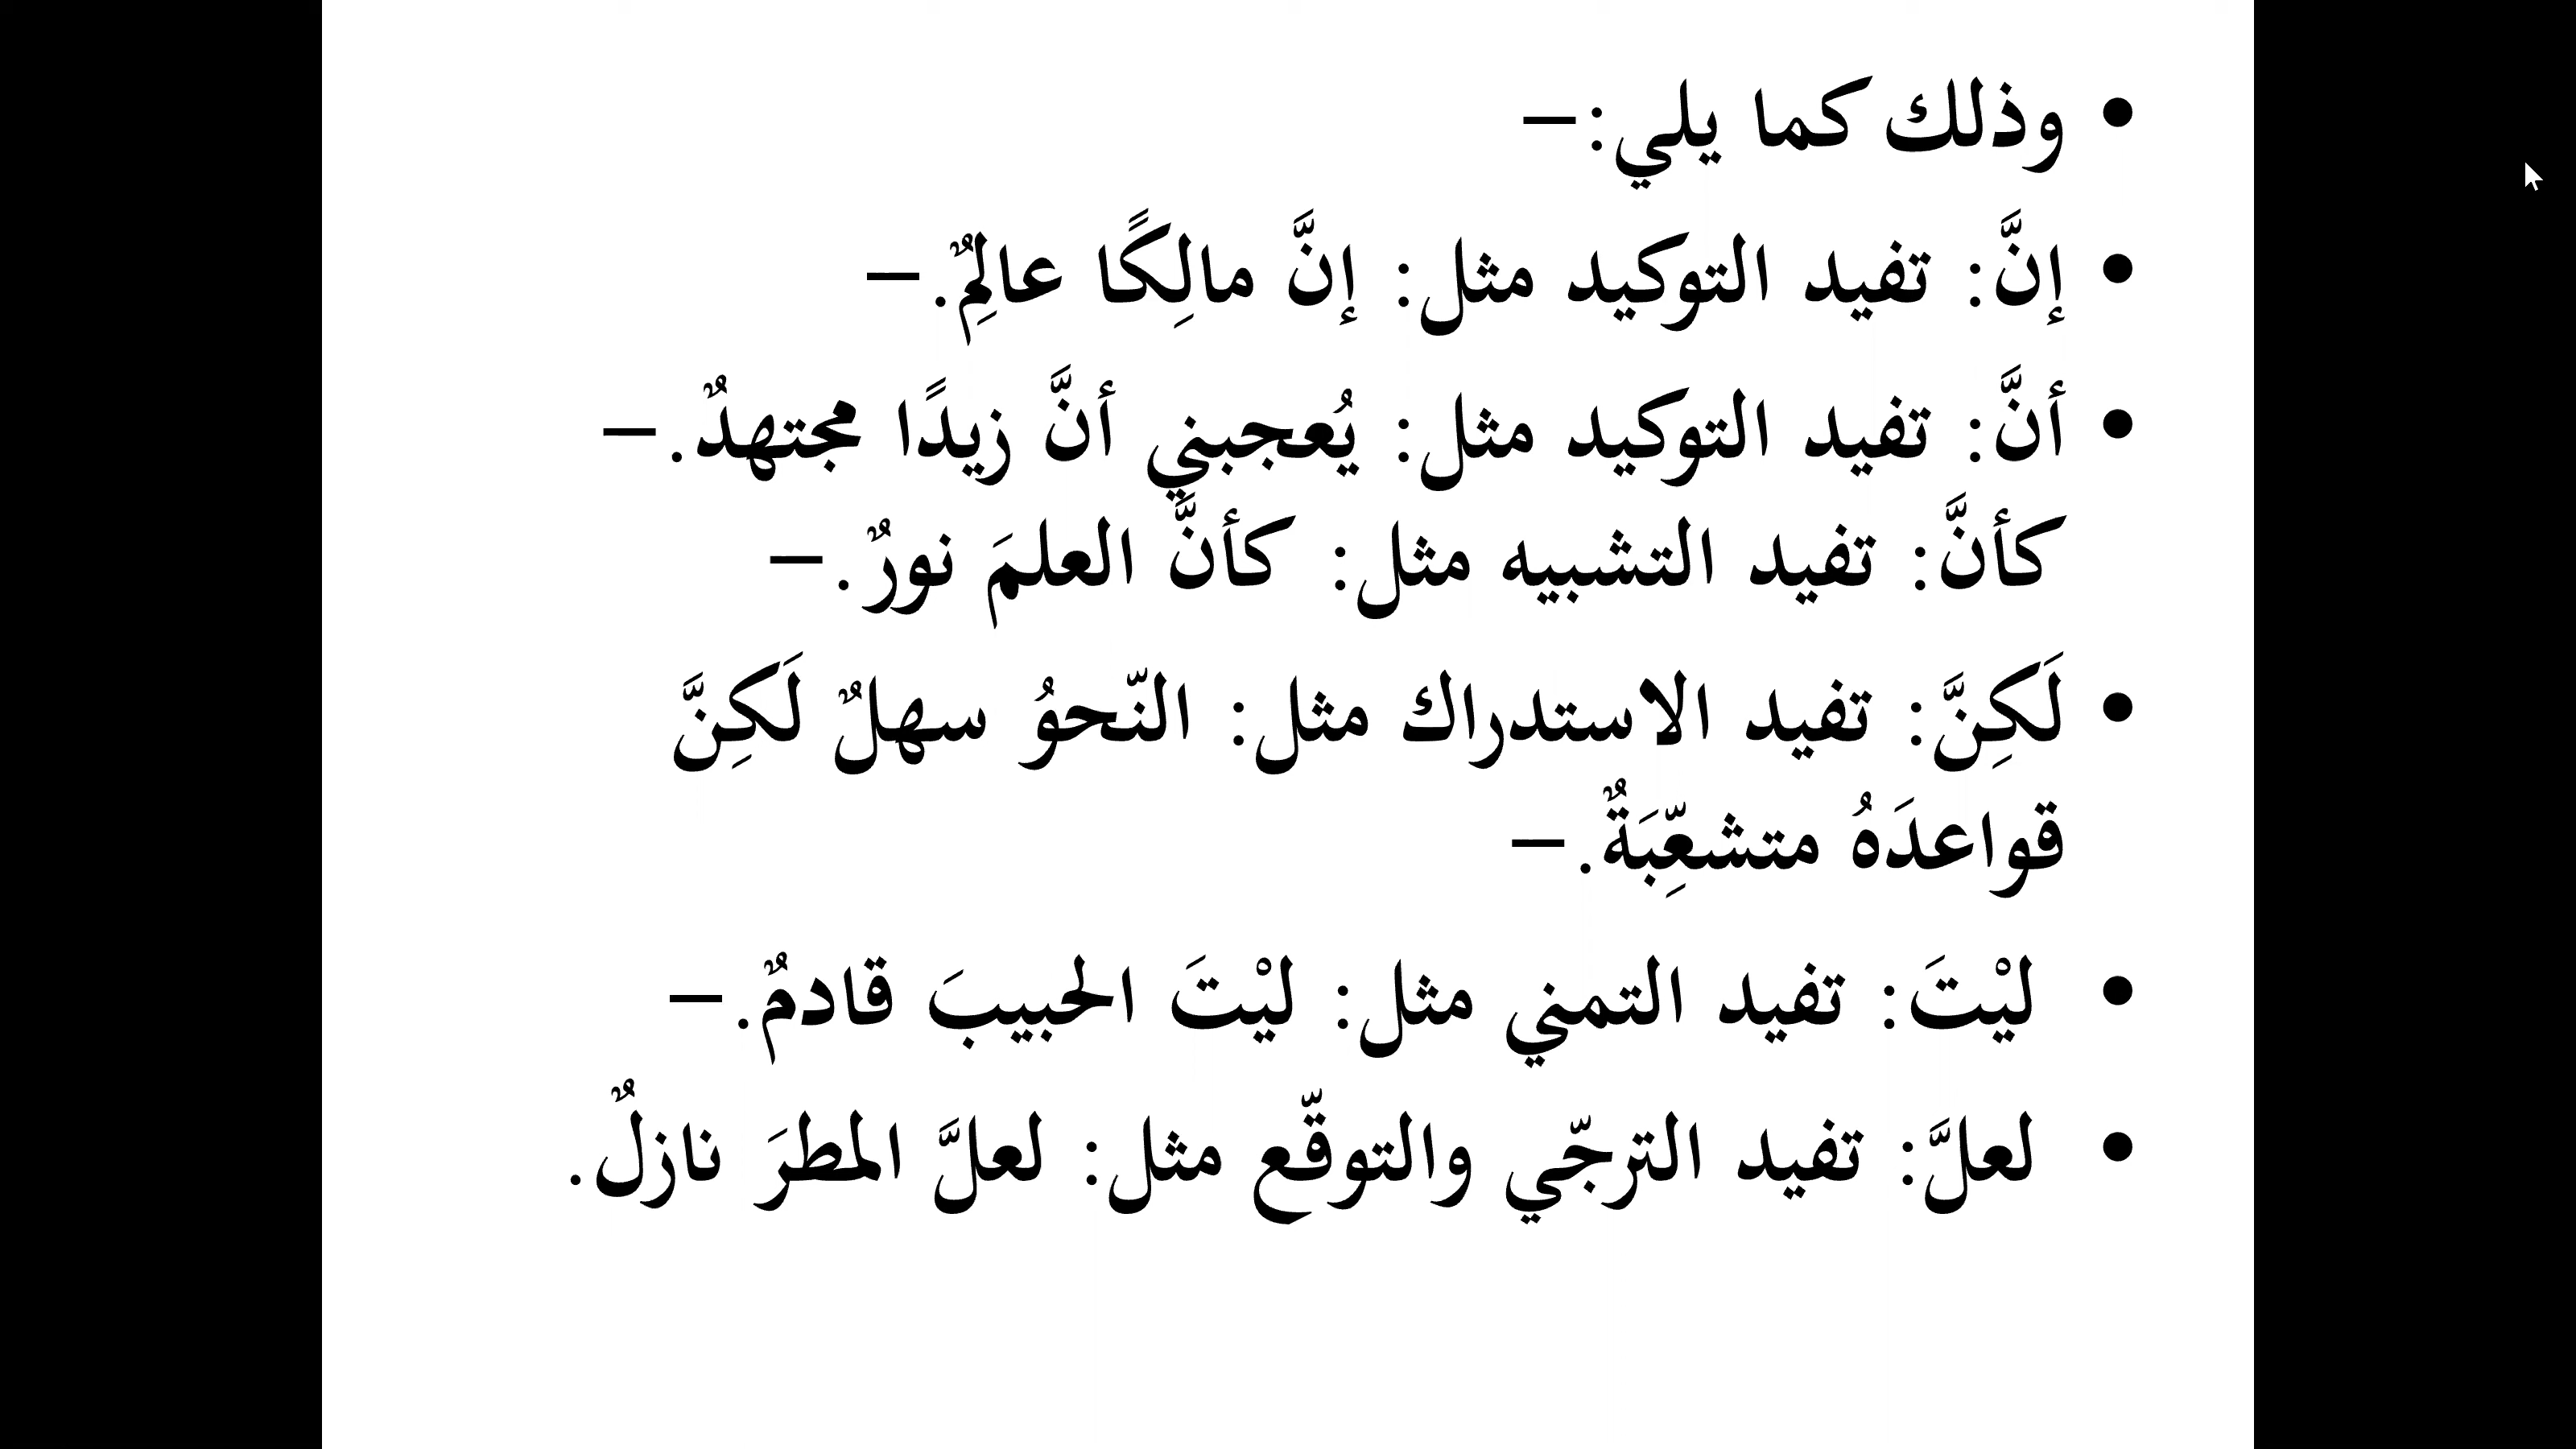 • وذلك كما يلي:–
• إنَّ: تفيد التوكيد مثل: إنَّ مالِكًا عالِمٌ.–
• أنَّ: تفيد التوكيد مثل: يُعجبني أنَّ زيدًا مجتهدٌ.–
كأنَّ: تفيد التشبيه مثل: كأنَّ العلمَ نورٌ.–
• لَكِنَّ: تفيد الاستدراك مثل: النّحوُ سهلٌ لَكِنَّ
قواعدَهُ متشعِّبَةٌ.–
• ليْتَ: تفيد التمني مثل: ليْتَ الحبيبَ قادمٌ.–
• لعلَّ: تفيد الترجّي والتوقّع مثل: لعلَّ المطرَ نازلٌ.